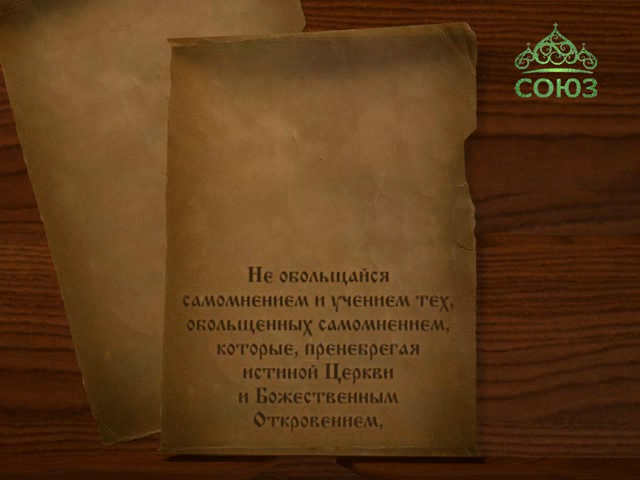 СОЮЗ
Не обольщайся
самомнением и учением тех,
обольщенных самомнением,
которые, пренебрегая
истиной Церкви
и Божественным
Откровением,